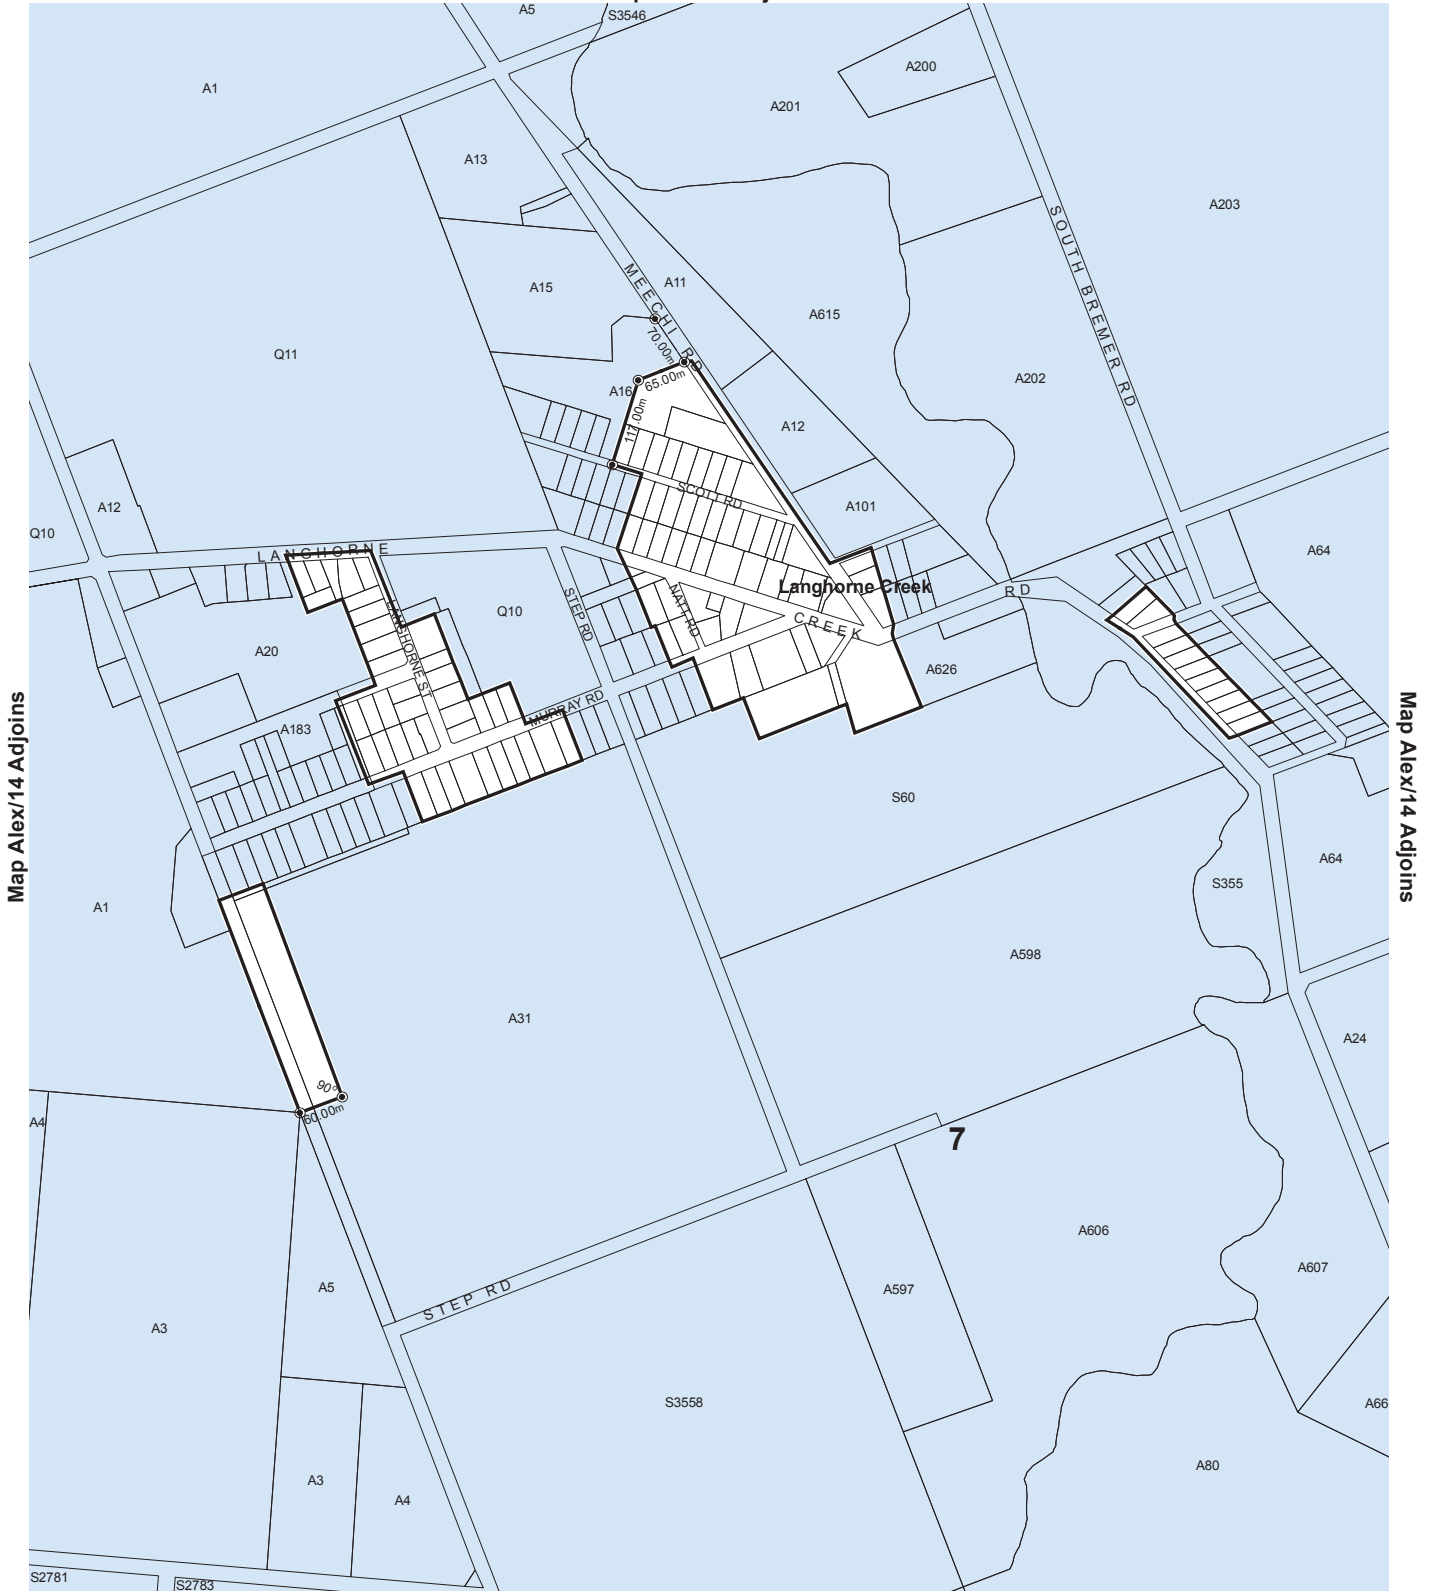 A5
S3546
A1
A200
A201
A13
A203
SOUTH BREMER RD
MEECHI RD
A11
A15
A615
70.00m
Q11
A202
65.00m
A16
117.00m
A12
SCOTT RD
A12
A101
Q10
LANGHORNE
A64
Langhorne Creek
RD
STEP RD
NATT RD
Q10
LANGHORNE ST
CREEK
A20
A626
MURRAY RD
A183
Map Alex/14 Adjoins
Map Alex/14 Adjoins
S60
A64
S355
A1
A598
A31
A24
90°
60.00m
A4
7
A606
A607
A5
A597
STEP RD
A3
S3558
A66
A80
A3
A4
S2781
S2783